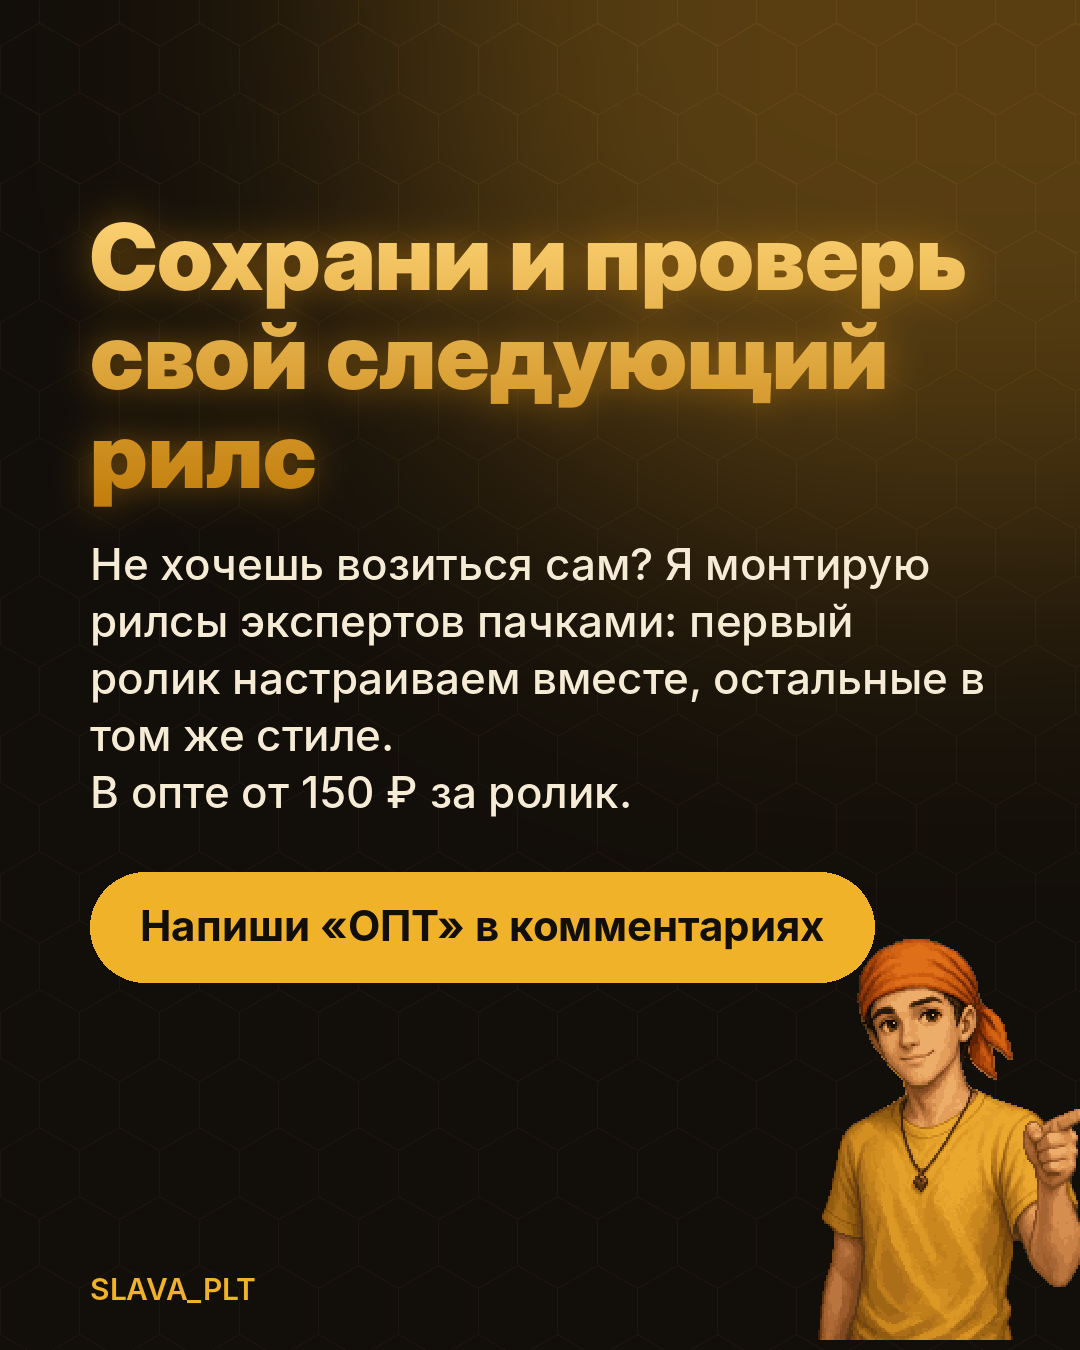 Сохрани и проверь
свой следующий
рилс
Не хочешь возиться сам? Я монтирую
рилсы экспертов пачками: первый
ролик настраиваем вместе, остальные в
том же стиле.
В опте от 150 ₽ за ролик.
Напиши «ОПТ» в комментариях
SLAVA_PLT